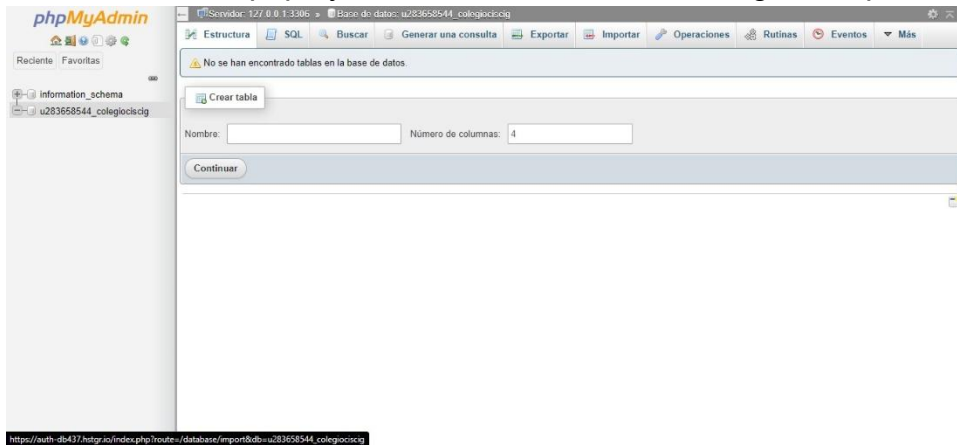 phpMyAdmin
Servidor: 127.0.0.1:3306 » Base de datos: u283658544_colegiociscig
Estructura SQL Buscar Generar una consulta Exportar Importar Operaciones Rutinas Eventos Más
Reciente Favoritas
No se han encontrado tablas en la base de datos.
information_schema
u283658544_colegiociscig
Crear tabla
Nombre: Número de columnas: 4
Continuar
https://auth-db437.hstgr.io/index.php?route=/database/import&db=u283658544_colegiociscig